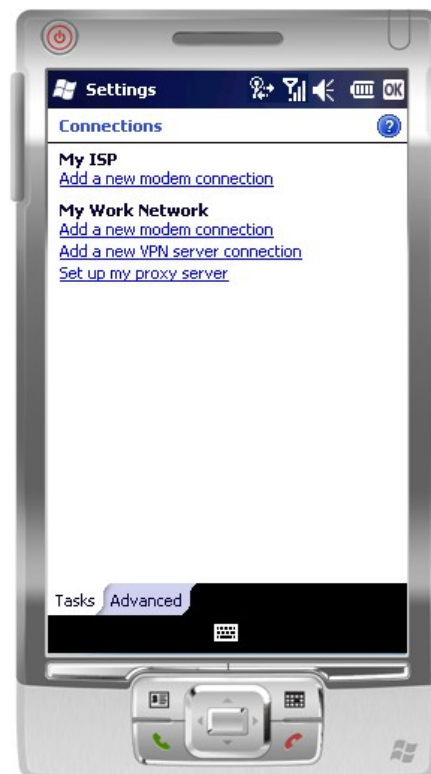 Settings
OK
Connections
?
My ISP
Add a new modem connection
My Work Network
Add a new modem connection
Add a new VPN server connection
Set up my proxy server
Tasks
Advanced